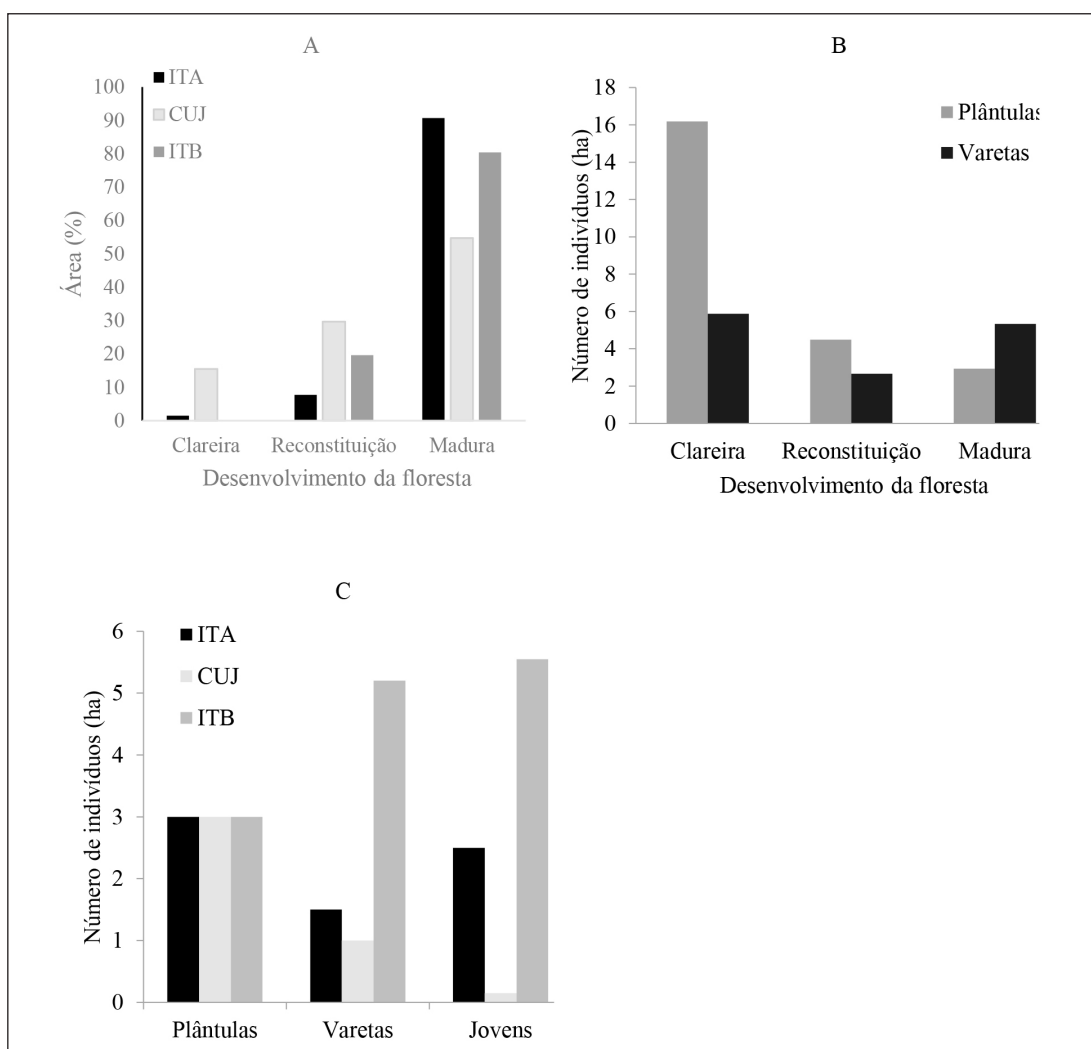 A
100
90
80
70
60
50
40
30
20
10
0
Área (%)
ITA
CUJ
ITB
Clareira Reconstituição Madura
Desenvolvimento da floresta
B
18
16
14
12
10
8
6
4
2
0
Número de indivíduos (ha)
Plântulas
Varetas
Clareira Reconstituição Madura
Desenvolvimento da floresta
C
6
5
4
3
2
1
0
Número de indivíduos (ha)
ITA
CUJ
ITB
Plântulas Varetas Jovens